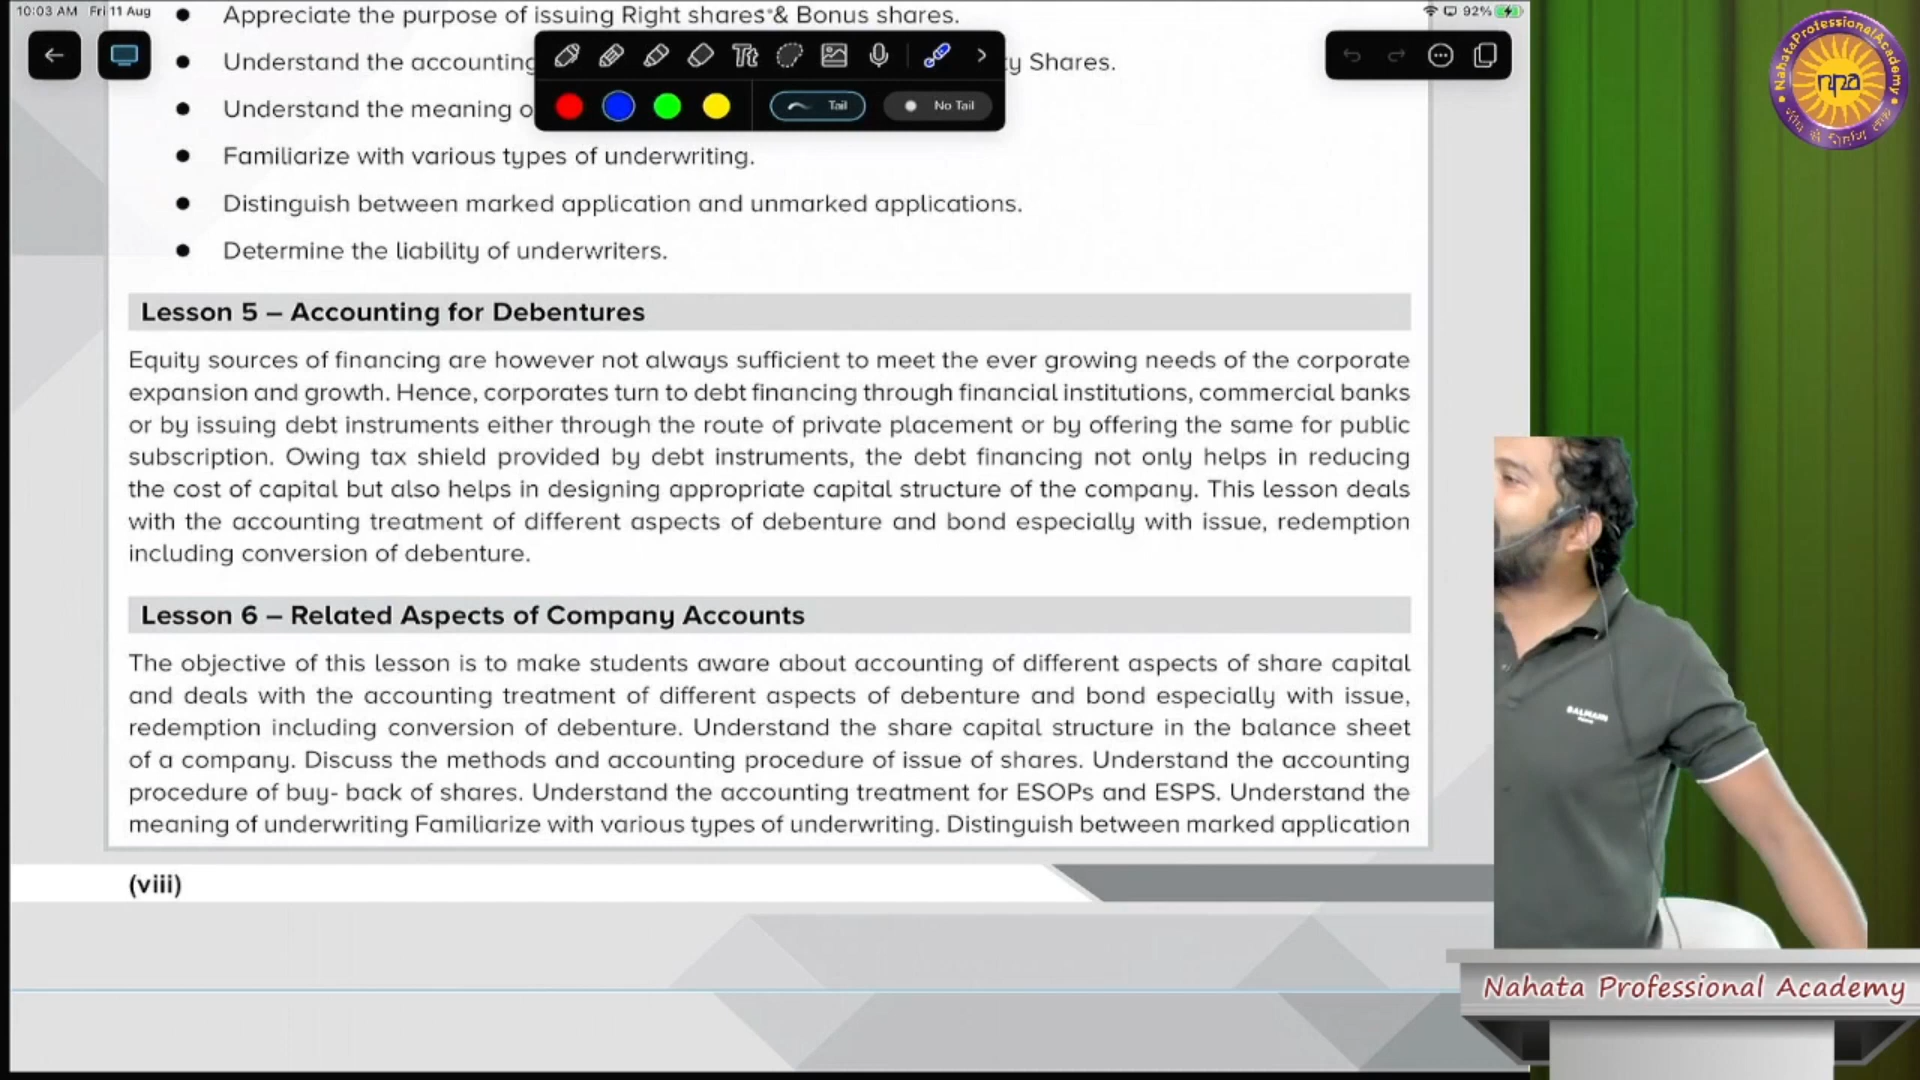 10:03 AM Fri 11 Aug
92%
Appreciate the purpose of issuing Right shares & Bonus shares.
Understand the accounting
y Shares.
Understand the meaning o
Tt
Tail
No Tail
Familiarize with various types of underwriting.
Distinguish between marked application and unmarked applications.
Determine the liability of underwriters.
Lesson 5 – Accounting for Debentures
Equity sources of financing are however not always sufficient to meet the ever growing needs of the corporate
expansion and growth. Hence, corporates turn to debt financing through financial institutions, commercial banks
or by issuing debt instruments either through the route of private placement or by offering the same for public
subscription. Owing tax shield provided by debt instruments, the debt financing not only helps in reducing
the cost of capital but also helps in designing appropriate capital structure of the company. This lesson deals
with the accounting treatment of different aspects of debenture and bond especially with issue, redemption
including conversion of debenture.
Lesson 6 – Related Aspects of Company Accounts
The objective of this lesson is to make students aware about accounting of different aspects of share capital
and deals with the accounting treatment of different aspects of debenture and bond especially with issue,
redemption including conversion of debenture. Understand the share capital structure in the balance sheet
of a company. Discuss the methods and accounting procedure of issue of shares. Understand the accounting
procedure of buy- back of shares. Understand the accounting treatment for ESOPs and ESPS. Understand the
meaning of underwriting Familiarize with various types of underwriting. Distinguish between marked application
(viii)
NahataProfessionalAcademy
npa
BALMAIN
Nahata Professional Academy